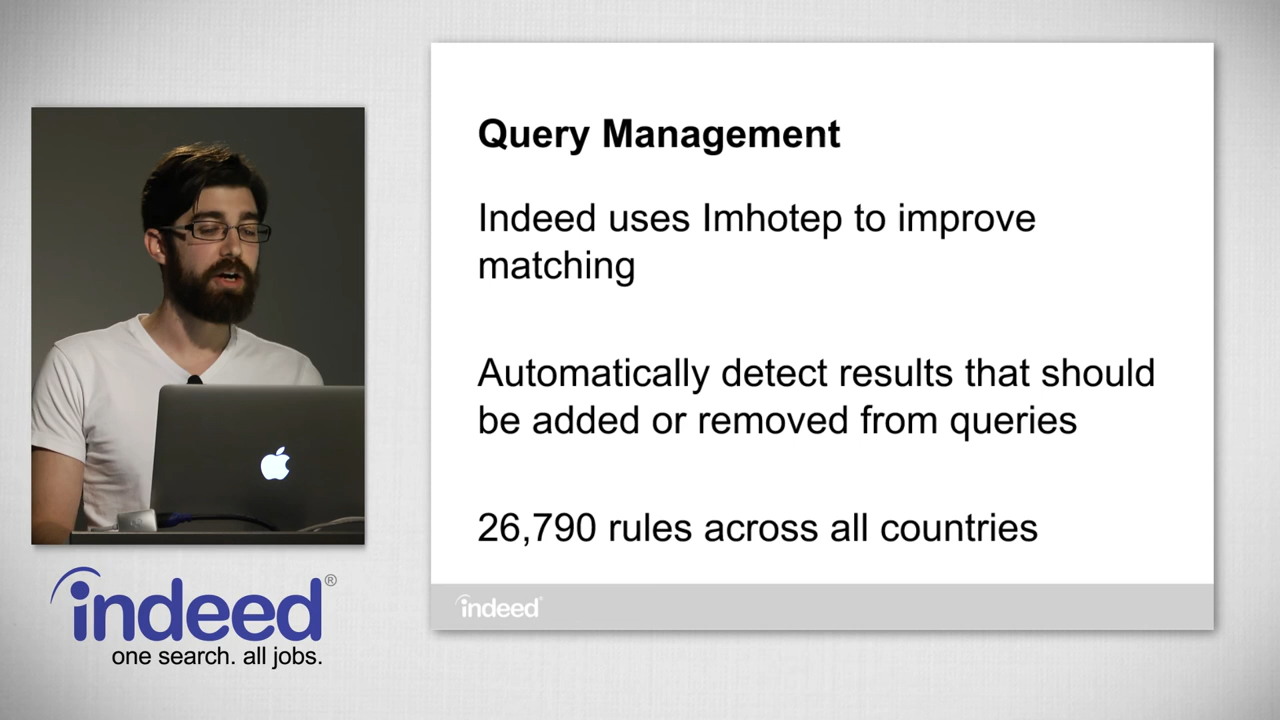 Query Management
Indeed uses Imhotep to improve
matching
Automatically detect results that should
be added or removed from queries
26,790 rules across all countries
indeed
indeed®
one search. all jobs.